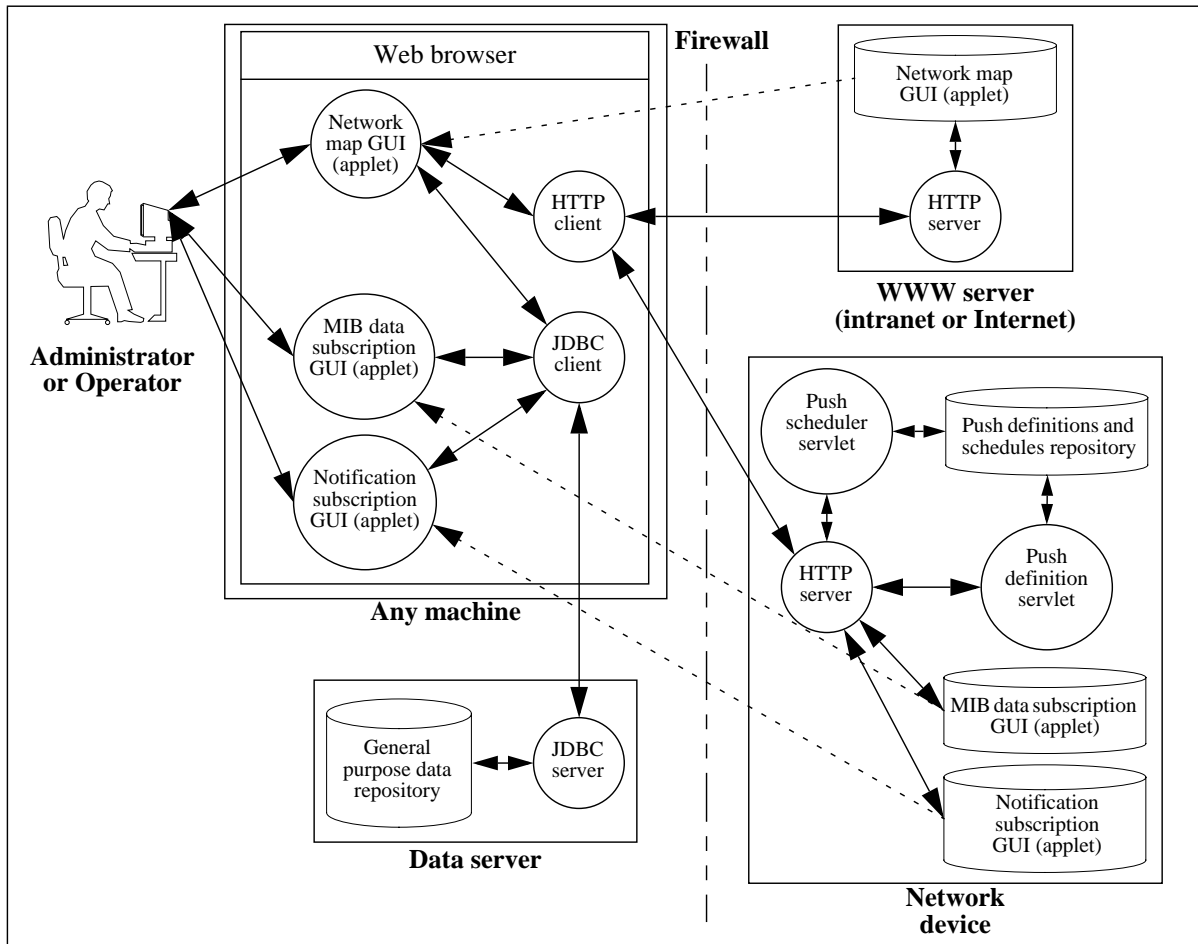 Firewall
Web browser
Network map
GUI (applet)
Network
map GUI
(applet)
HTTP
client
HTTP
server
WWW server
(intranet or Internet)
Administrator
or Operator
MIB data
subscription
GUI (applet)
JDBC
client
Notification
subscription
GUI (applet)
Any machine
Push
scheduler
servlet
Push definitions and
schedules repository
HTTP
server
Push
definition
servlet
MIB data subscription
GUI (applet)
Notification
subscription
GUI (applet)
Network
device
General
purpose data
repository
JDBC
server
Data server